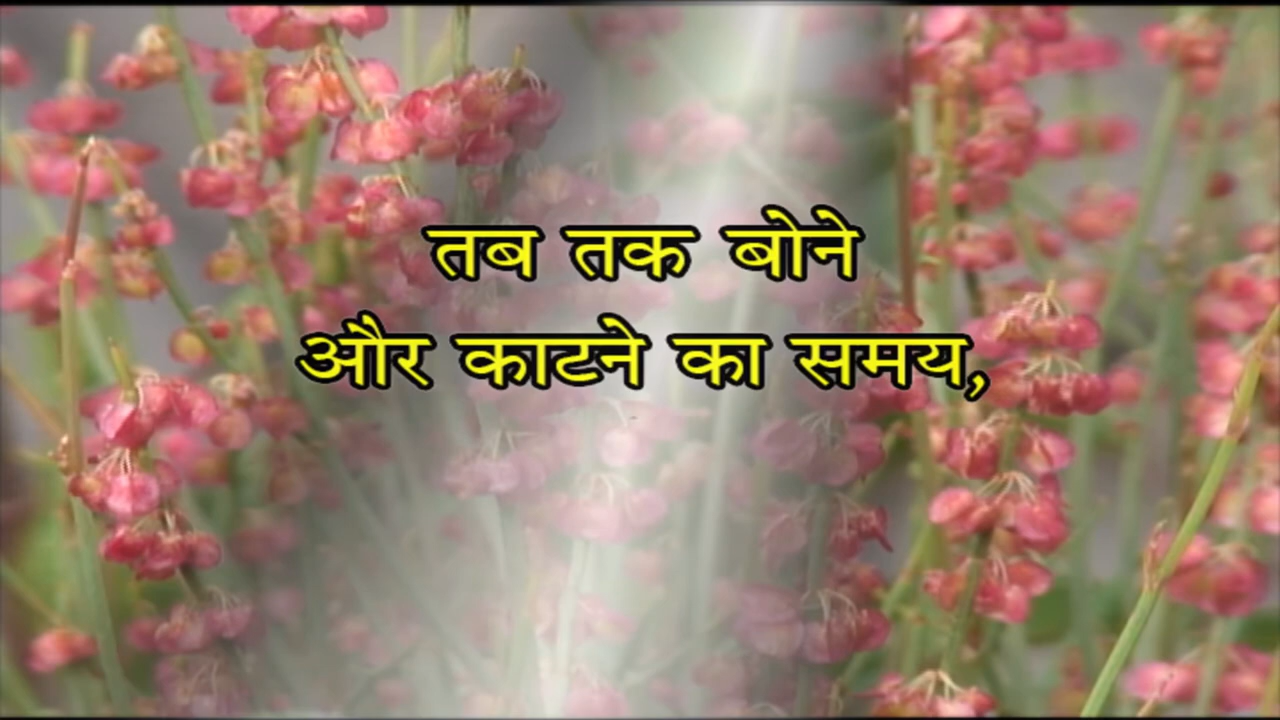 तब तक बोने
और काटने का समय,